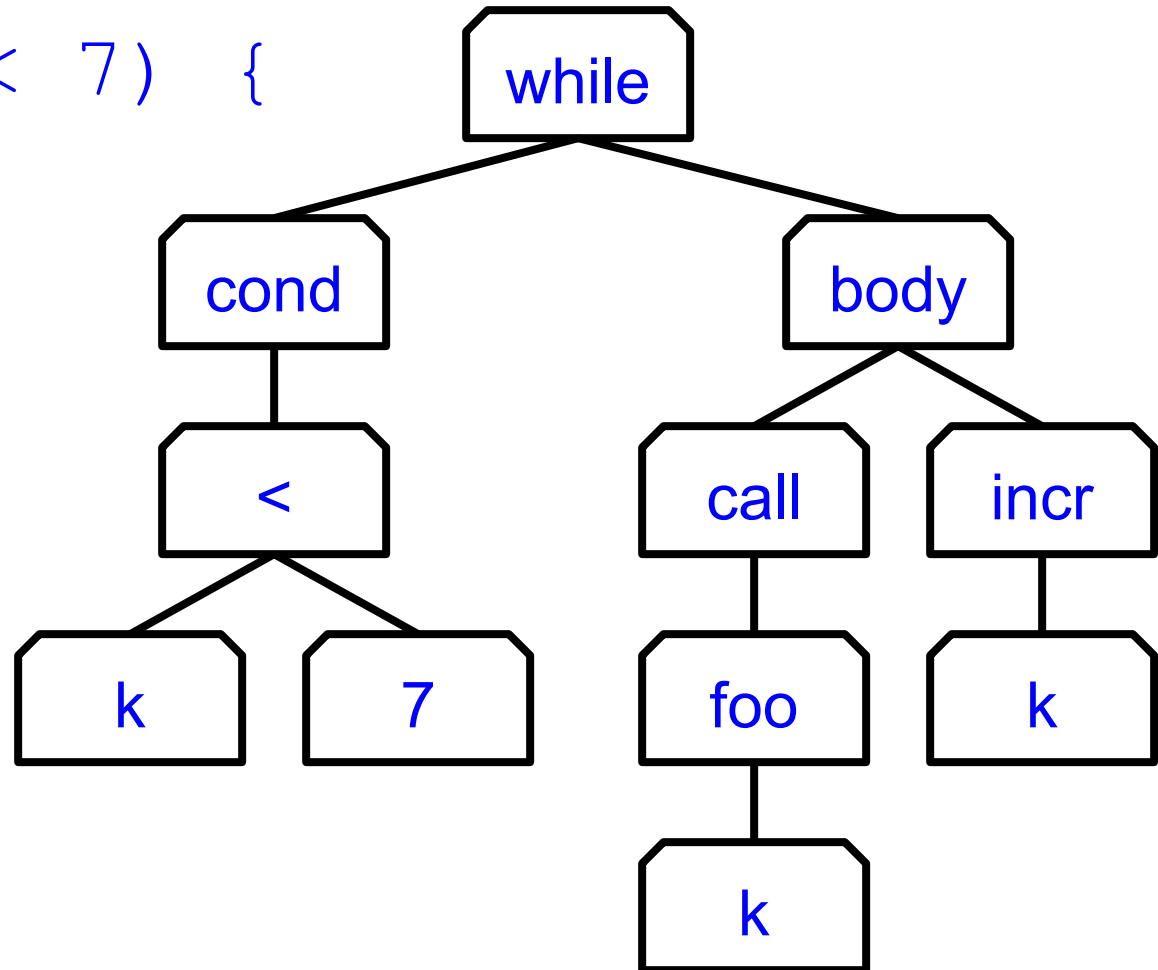 < 7) {
while
cond
body
<
call
incr
k
7
foo
k
k